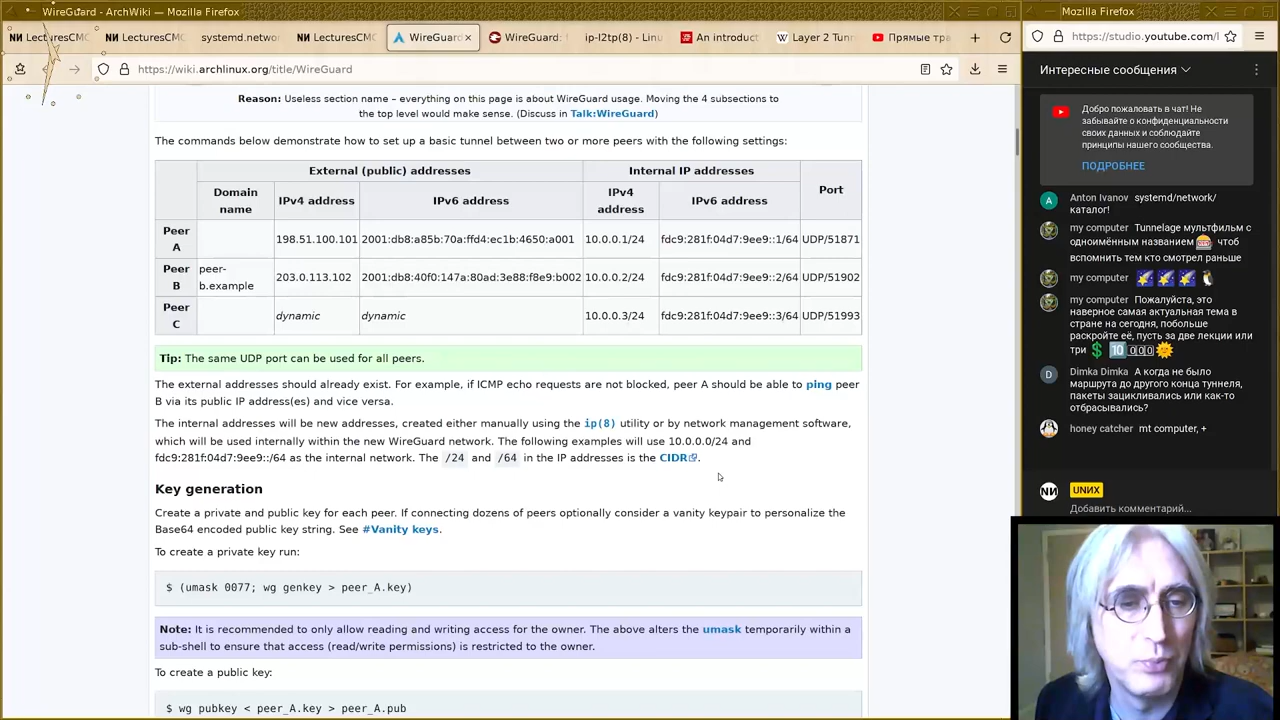 WireGuard - ArchWiki — Mozilla Firefox
Mozilla Firefox
LecturesCMC
LecturesCMC
systemd.networ
LecturesCMC
WireGuard
WireGuard:
ip-l2tp(8) - Linu
An introduct
Layer 2 Tunn
Прямые тра
https://wiki.archlinux.org/title/WireGuard
https://studio.youtube.com/l
Reason: Useless section name – everything on this page is about WireGuard usage. Moving the 4 subsections to
the top level would make sense. (Discuss in Talk:WireGuard)
The commands below demonstrate how to set up a basic tunnel between two or more peers with the following settings:
External (public) addresses Internal IP addresses Port
Domain name IPv4 address IPv6 address IPv4 address IPv6 address
Peer A 198.51.100.101 2001:db8:a85b:70a:ffd4:ec1b:4650:a001 10.0.0.1/24 fdc9:281f:04d7:9ee9::1/64 UDP/51871
Peer B peer-b.example 203.0.113.102 2001:db8:40f0:147a:80ad:3e88:f8e9:b002 10.0.0.2/24 fdc9:281f:04d7:9ee9::2/64 UDP/51902
Peer C dynamic dynamic 10.0.0.3/24 fdc9:281f:04d7:9ee9::3/64 UDP/51993
Tip: The same UDP port can be used for all peers.
The external addresses should already exist. For example, if ICMP echo requests are not blocked, peer A should be able to ping peer
B via its public IP address(es) and vice versa.
The internal addresses will be new addresses, created either manually using the ip(8) utility or by network management software,
which will be used internally within the new WireGuard network. The following examples will use 10.0.0.0/24 and
fdc9:281f:04d7:9ee9::/64 as the internal network. The /24 and /64 in the IP addresses is the CIDR.
Key generation
Create a private and public key for each peer. If connecting dozens of peers optionally consider a vanity keypair to personalize the
Base64 encoded public key string. See #Vanity keys.
To create a private key run:
$ (umask 0077; wg genkey > peer_A.key)
Note: It is recommended to only allow reading and writing access for the owner. The above alters the umask temporarily within a
sub-shell to ensure that access (read/write permissions) is restricted to the owner.
To create a public key:
$ wg pubkey < peer_A.key > peer_A.pub
Интересные сообщения
Добро пожаловать в чат! Не
забывайте о конфиденциальности
своих данных и соблюдайте
принципы нашего сообщества.
ПОДРОБНЕЕ
Anton Ivanov systemd/network/
каталог!
my computer Tunnelage мультфильм с
одноимённым названием чтоб
вспомнить тем кто смотрел раньше
my computer
my computer Пожалуйста, это
наверное самая актуальная тема в
стране на сегодня, побольше
раскройте её, пусть за две лекции или
три
Dimka Dimka А когда не было
маршрута до другого конца туннеля,
пакеты зацикливались или как-то
отбрасывались?
honey catcher mt computer, +
NИ UNИX
Добавить комментарий...